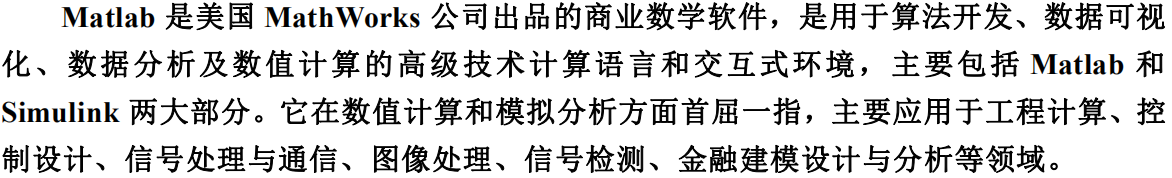 Matlab 是美国 MathWorks 公司出品的商业数学软件，是用于算法开发、数据可视
化、数据分析及数值计算的高级技术计算语言和交互式环境，主要包括 Matlab 和
Simulink 两大部分。它在数值计算和模拟分析方面首屈一指，主要应用于工程计算、控
制设计、信号处理与通信、图像处理、信号检测、金融建模设计与分析等领域。